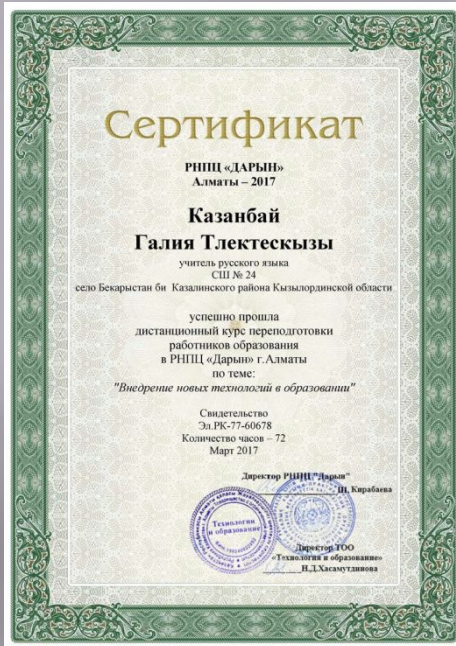 Сертификат
РНПЦ «ДАРЫН»
Алматы – 2017
Казанбай
Галия Тлектескызы
учитель русского языка
СШ № 24
село Бекарыстан би Казалинского района Кызылординской области
успешно прошла
дистанционный курс переподготовки
работников образования
в РНПЦ «Дарын» г.Алматы
по теме:
"Внедрение новых технологий в образовании"
Свидетельство
Эл.РК-77-60678
Количество часов – 72
Март 2017
Директор РНПЦ "Дарын"
Ш. Кирабаева
Технологии
и образование
Директор ТОО
«Технология и образование»
Н.Д.Хасамутдинова